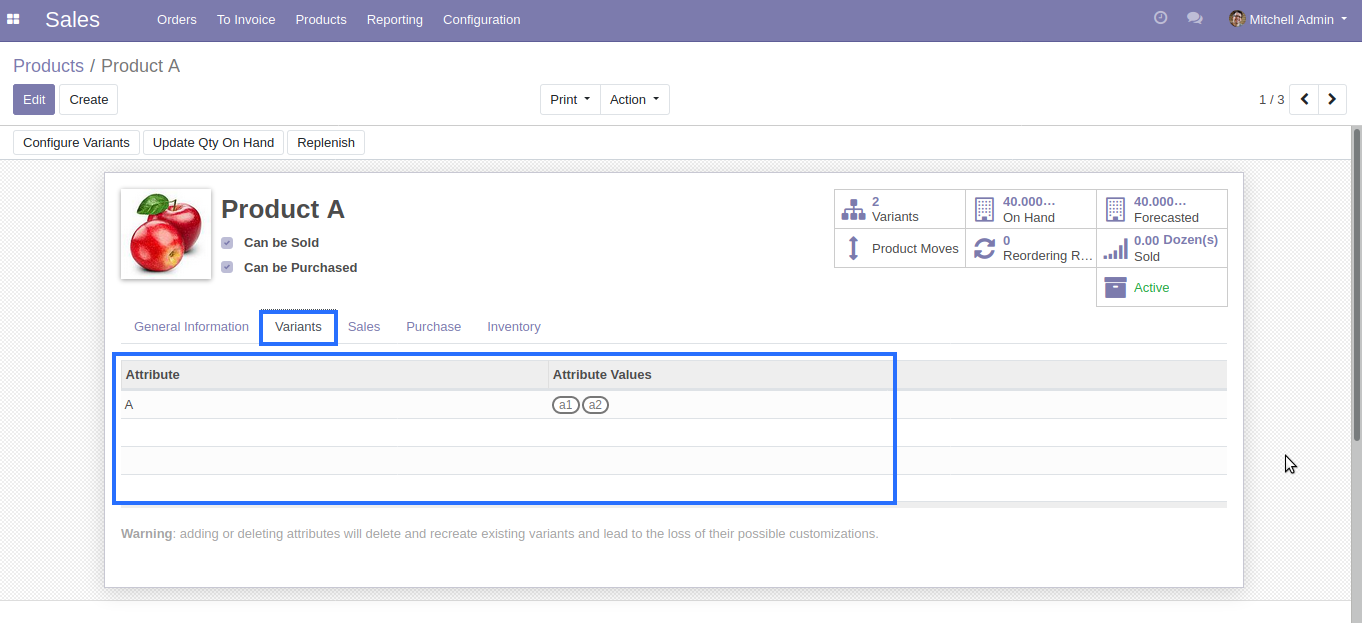 Sales Orders To Invoice Products Reporting Configuration Mitchell Admin
Products / Product A
Edit Create Print Action 1 / 3
Configure Variants Update Qty On Hand Replenish
Product A
Can be Sold
Can be Purchased
2
Variants
40.000...
On Hand
40.000...
Forecasted
Product Moves
0
Reordering R...
0.00 Dozen(s)
Sold
Active
General Information Variants Sales Purchase Inventory
Attribute Attribute Values
A a1 a2
Warning: adding or deleting attributes will delete and recreate existing variants and lead to the loss of their possible customizations.